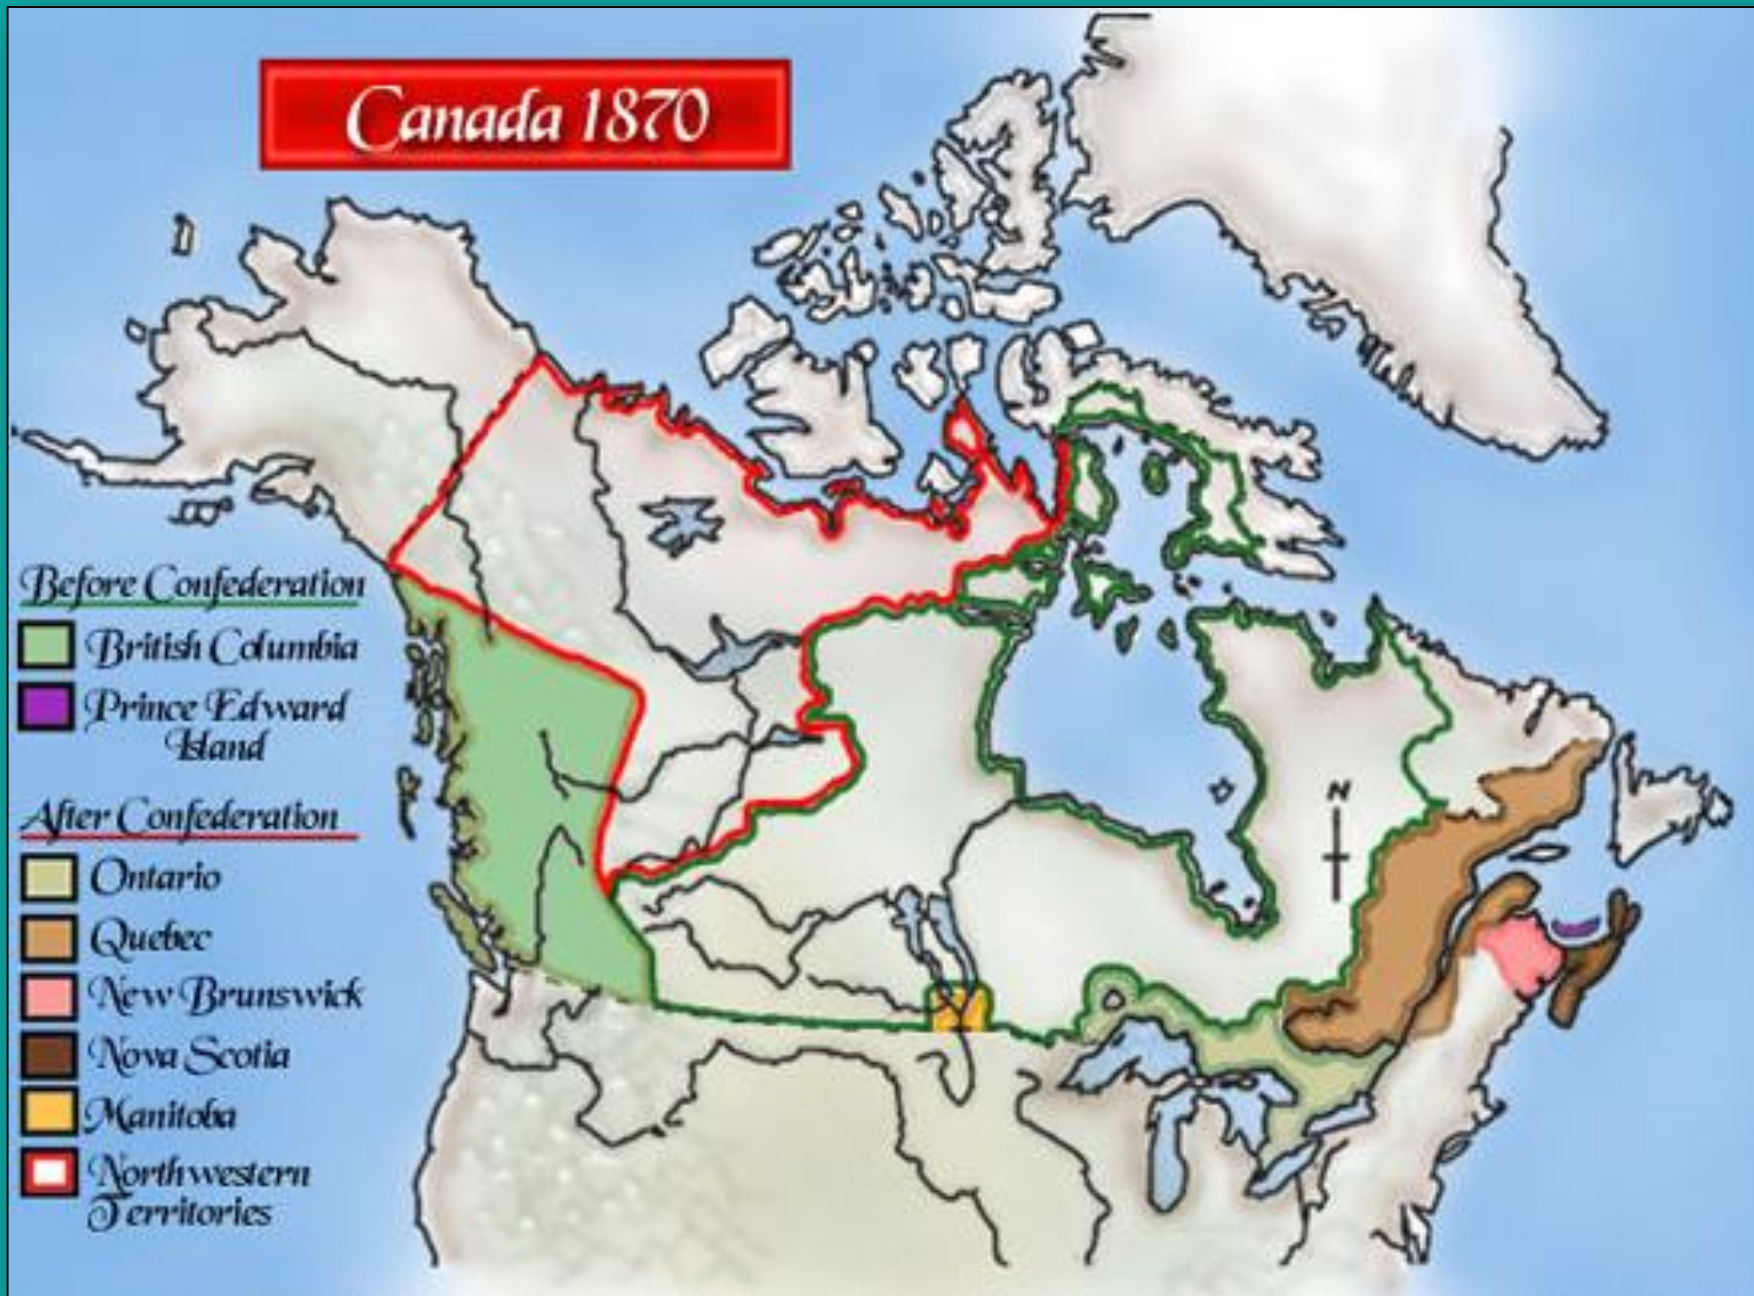 Canada 1870
Before Confederation
British Columbia
Prince Edward
Island
After Confederation
Ontario
Quebec
New Brunswick
Nova Scotia
Manitoba
Northwestern
Territories
N